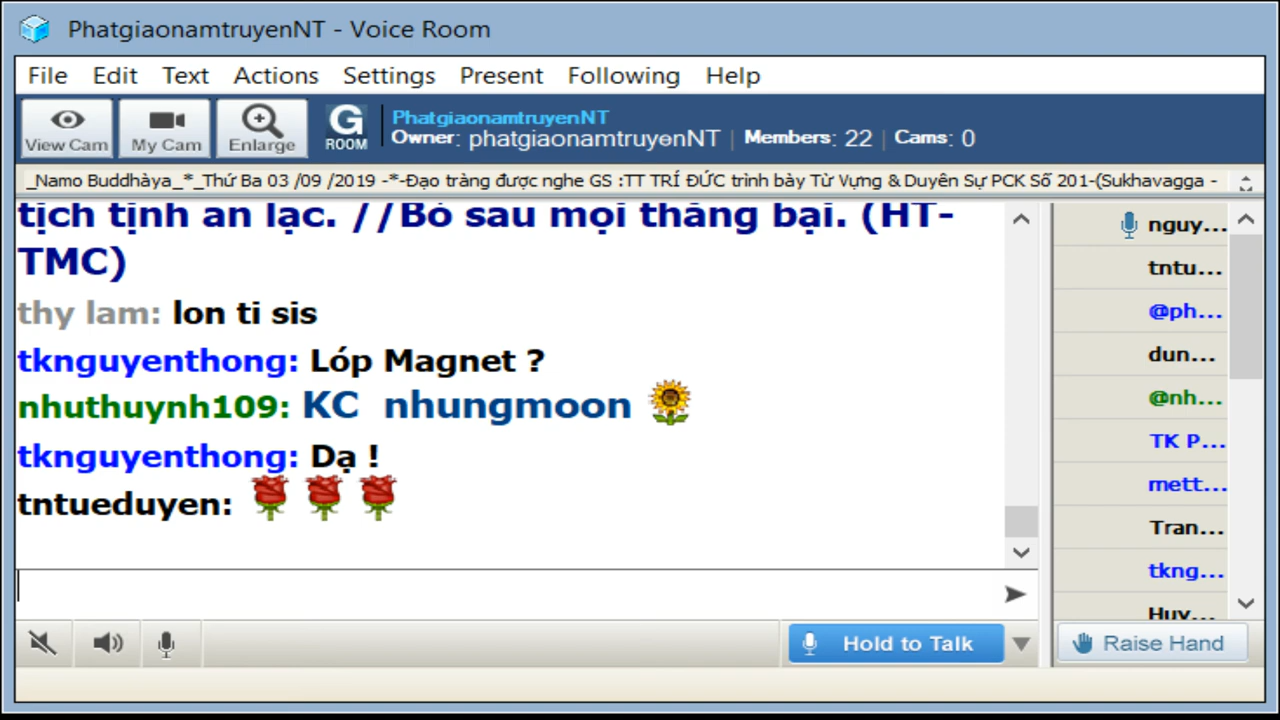 PhatgiaonamtruyenNT - Voice Room
File Edit Text Actions Settings Present Following Help
View Cam My Cam Enlarge G ROOM PhatgiaonamtruyenNT
Owner: phatgiaonamtruyenNT | Members: 22 | Cams: 0
_Namo Buddhàya_*_Thứ Ba 03 /09 /2019 -*-Đạo tràng được nghe GS :TT TRÍ ĐỨC trình bày Từ Vựng & Duyên Sự PCK Số 201-(Sukhavagga -
tịch tịnh an lạc. //Bỏ sau mọi thắng bại. (HT-
TMC)
thy lam: lon ti sis
tknguyenthong: Lóp Magnet ?
nhuthuynh109: KC nhungmoon
tknguyenthong: Dạ !
tntueduyen:
nguy...
tntu...
@ph...
dun...
@nh...
TK P...
mett...
Tran...
tkng...
Huy...
Hold to Talk
Raise Hand